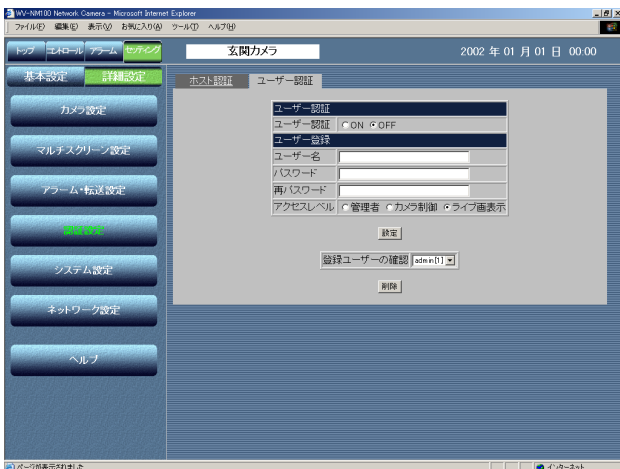 WV-NM100 Network Camera - Microsoft Internet Explorer
ファイル(F) 編集(E) 表示(V) お気に入り(A) ツール(T) ヘルプ(H)
トップ コントロール アラーム セッティング 玄関カメラ 2002 年 01 月 01 日 00:00
基本設定 詳細設定 ホスト認証 ユーザー認証
カメラ設定
マルチスクリーン設定
アラーム・転送設定
認証設定
システム設定
ネットワーク設定
ヘルプ
ユーザー認証
ユーザー認証 ON OFF
ユーザー登録
ユーザー名
パスワード
再パスワード
アクセスレベル 管理者 カメラ制御 ライブ画表示
設定
登録ユーザーの確認 admin[1]
削除
ページが表示されました
インターネット